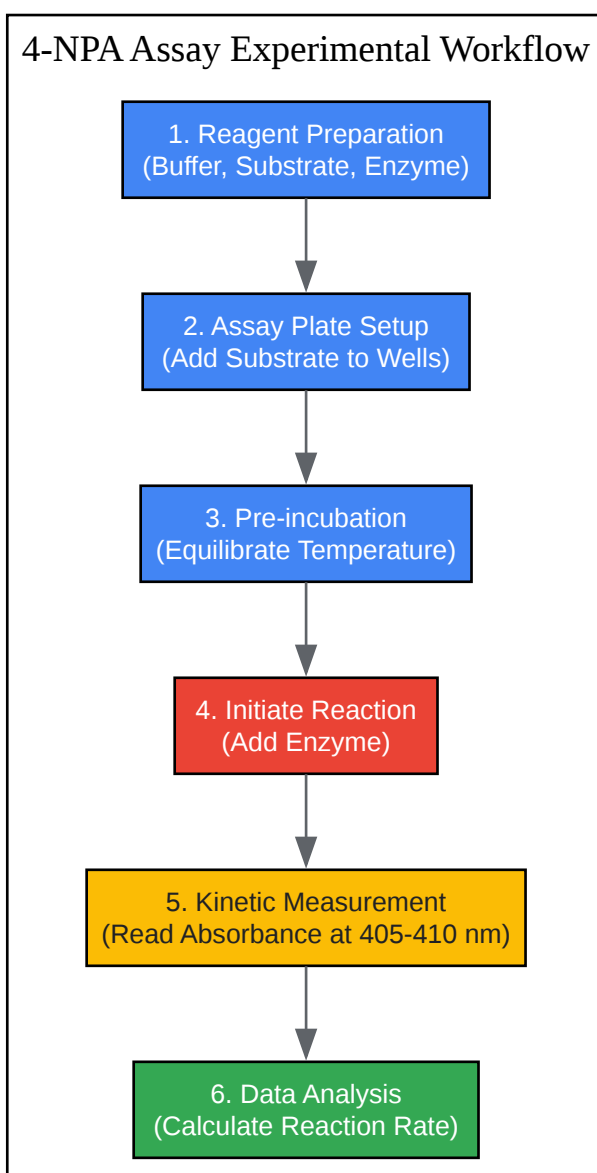 4-NPA Assay Experimental Workflow
1. Reagent Preparation
(Buffer, Substrate, Enzyme)
2. Assay Plate Setup
(Add Substrate to Wells)
3. Pre-incubation
(Equilibrate Temperature)
4. Initiate Reaction
(Add Enzyme)
5. Kinetic Measurement
(Read Absorbance at 405-410 nm)
6. Data Analysis
(Calculate Reaction Rate)